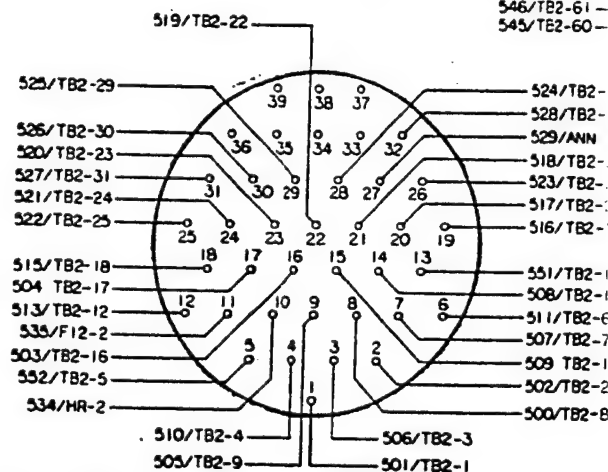 546/TB2-61
545/TB2-60
519/TB2-22
525/TB2-29
526/TB2-30
520/TB2-23
527/TB2-31
521/TB2-24
522/TB2-25
515/TB2-18
504 TB2-17
513/TB2-12
535/F12-2
503/TB2-16
552/TB2-5
534/HR-2
510/TB2-4
505/TB2-9
39 38 37
36 35 34 33 32
31 30 29 28 27 26
25 24 23 22 21 20 19
18 17 16 15 14 13
12 11 10 9 8 7 6
5 4 3 2
1
524/TB2-
528/TB2-
529/ANN
518/TB2-
523/TB2-
517/TB2-
516/TB2-
551/TB2-1
508/TB2-
511/TB2-6
507/TB2-7
509 TB2-1
502/TB2-2
500/TB2-8
506/TB2-3
501/TB2-1